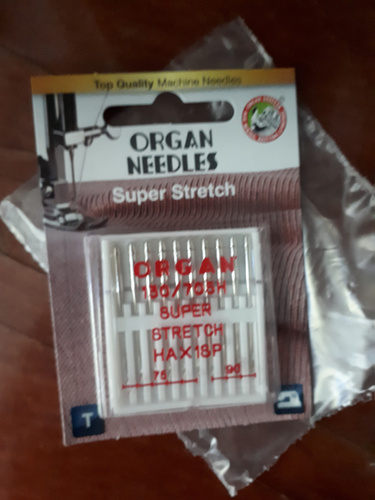 Top Quality Machine Needles
ORGAN
NEEDLES
Super Stretch
ORGAN
130/705H
SUPER
STRETCH
HAX1SP
75 90
T